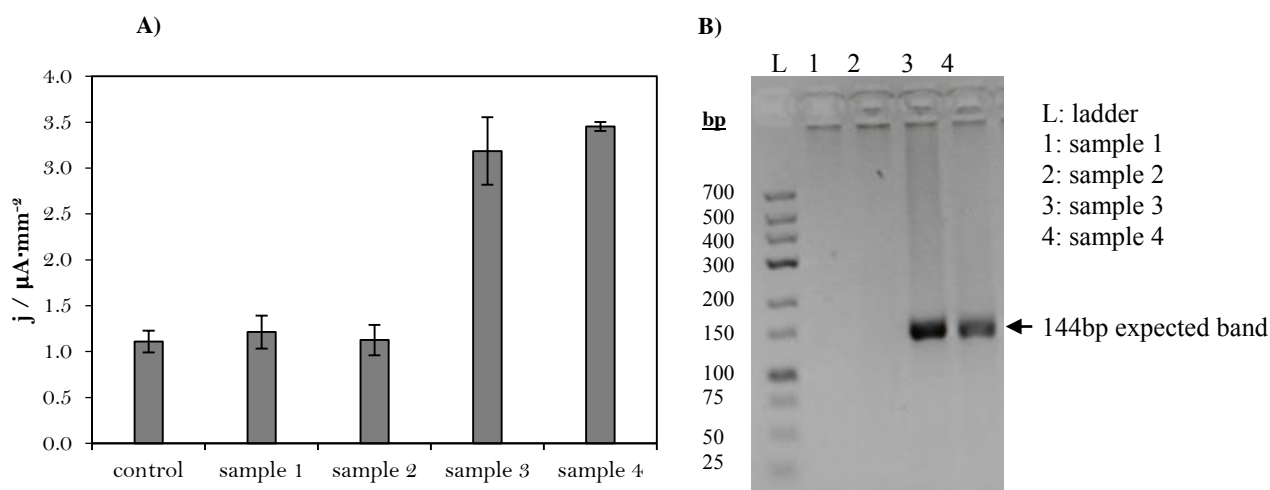 A)
4.0
3.5
3.0
2.5
2.0
1.5
1.0
0.5
0.0
j / µA·mm⁻²
control sample 1 sample 2 sample 3 sample 4
B)
L 1 2 3 4
bp
700
500
400
300
200
150
100
75
50
25
L: ladder
1: sample 1
2: sample 2
3: sample 3
4: sample 4
144bp expected band